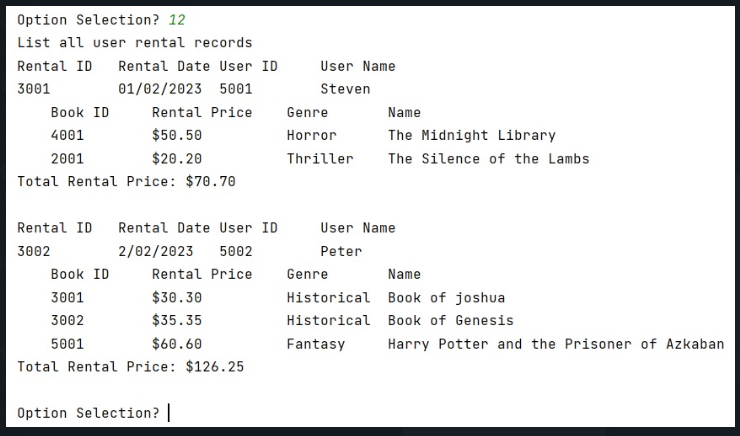 Option Selection? 12
List all user rental records
Rental ID   Rental Date User ID     User Name
3001        01/02/2023  5001        Steven
    Book ID     Rental Price    Genre       Name
    4001        $50.50          Horror      The Midnight Library
    2001        $20.20          Thriller    The Silence of the Lambs
Total Rental Price: $70.70

Rental ID   Rental Date User ID     User Name
3002        2/02/2023   5002        Peter
    Book ID     Rental Price    Genre       Name
    3001        $30.30          Historical  Book of joshua
    3002        $35.35          Historical  Book of Genesis
    5001        $60.60          Fantasy     Harry Potter and the Prisoner of Azkaban
Total Rental Price: $126.25

Option Selection?